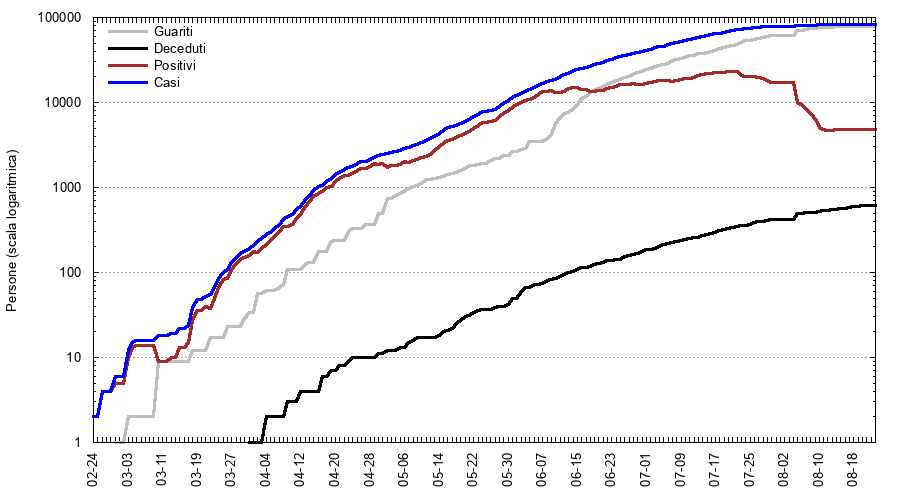 100000
10000
1000
100
10
1
Persone (scala logaritmica)
Guariti
Deceduti
Positivi
Casi
02-24 03-03 03-11 03-19 03-27 04-04 04-12 04-20 04-28 05-06 05-14 05-22 05-30 06-07 06-15 06-23 07-01 07-09 07-17 07-25 08-02 08-10 08-18